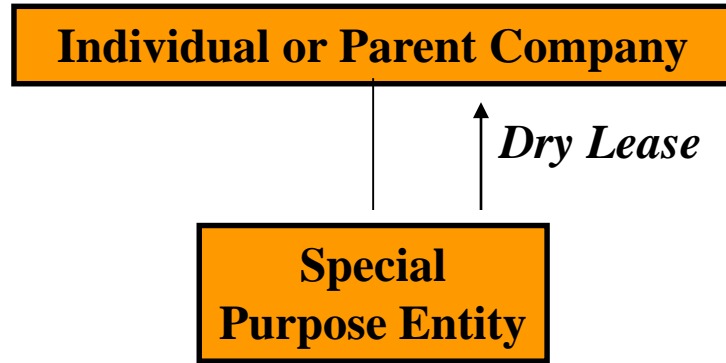 Individual or Parent Company
Dry Lease
Special
Purpose Entity